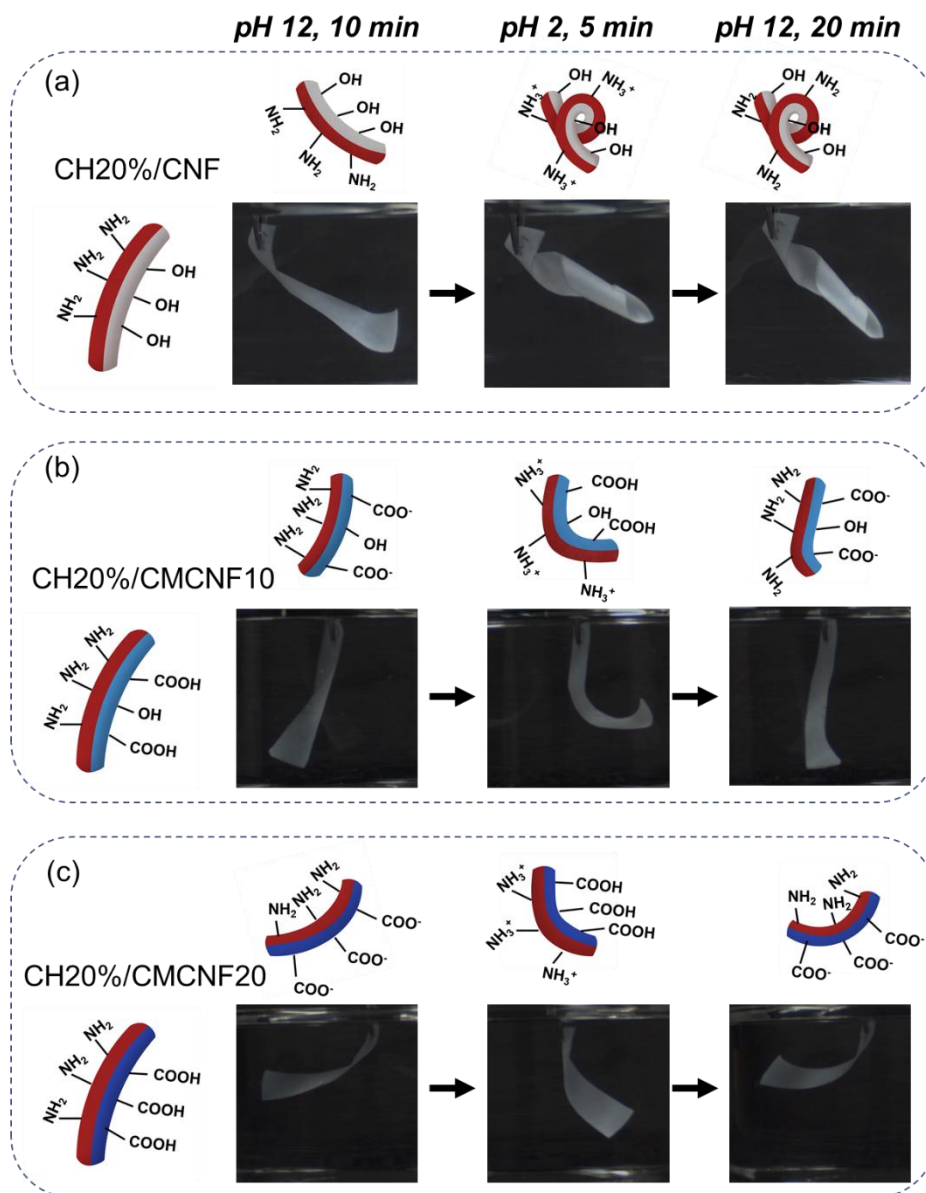 pH 12, 10 min pH 2, 5 min pH 12, 20 min
(a)
OH
OH
OH
NH₂
NH₂
NH₂
NH₃⁺
OH
NH₃⁺
OH
OH
NH₃⁺
NH₂
OH
NH₂
OH
OH
NH₂
CH20%/CNF
NH₂
NH₂
NH₂
OH
OH
OH
(b)
NH₂
NH₂
NH₂
COO⁻
OH
COO⁻
NH₃⁺
COOH
OH
COOH
NH₃⁺
NH₃⁺
NH₂
NH₂
COO⁻
OH
COO⁻
NH₂
CH20%/CMCNF10
NH₂
NH₂
NH₂
COOH
OH
COOH
(c)
NH₂
NH₂
NH₂
COO⁻
COO⁻
COO⁻
NH₃⁺
COOH
COOH
NH₃⁺
COOH
NH₃⁺
NH₂
NH₂
NH₂
COO⁻
COO⁻
COO⁻
CH20%/CMCNF20
NH₂
NH₂
NH₂
COOH
COOH
COOH